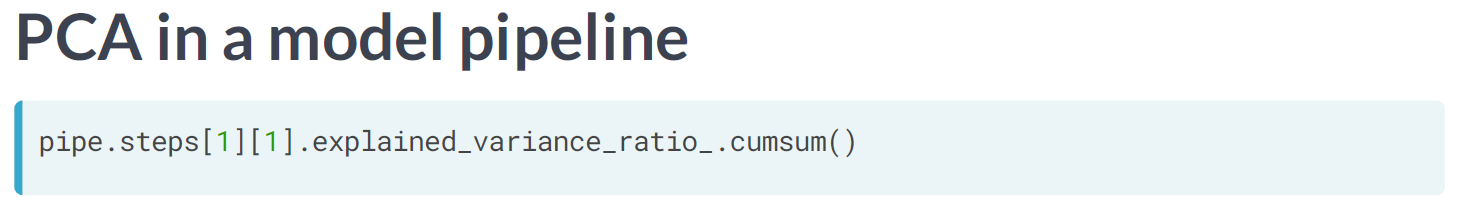 PCA in a model pipeline
pipe.steps[1][1].explained_variance_ratio_.cumsum()